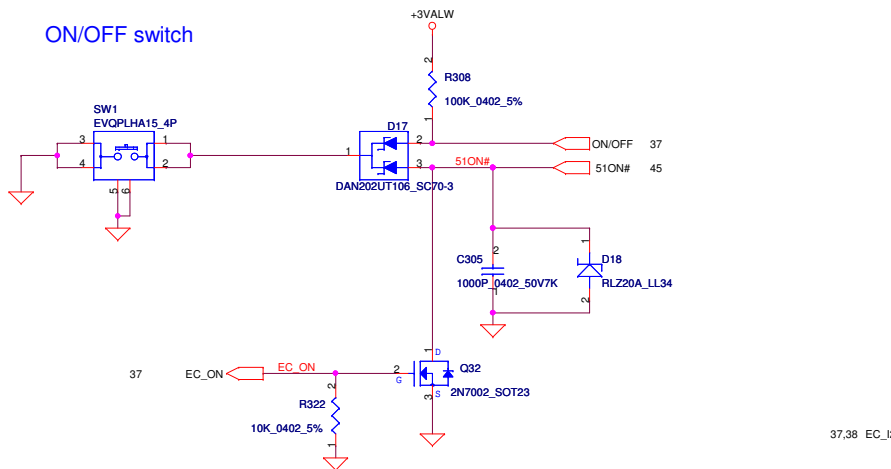 +3VALW
ON/OFF switch
2
R308
100K_0402_5%
1
SW1
EVQPLHA15_4P
D17
3 1
4 2
5 6
1
2
3
ON/OFF 37
51ON#
51ON# 45
DAN202UT106_SC70-3
2
C305
1000P_0402_50V7K
1
1
D18
RLZ20A_LL34
2
37 EC_ON
EC_ON
2
G
1
D
Q32
2N7002_SOT23
3
S
2
R322
10K_0402_5%
1
37,38 EC_I